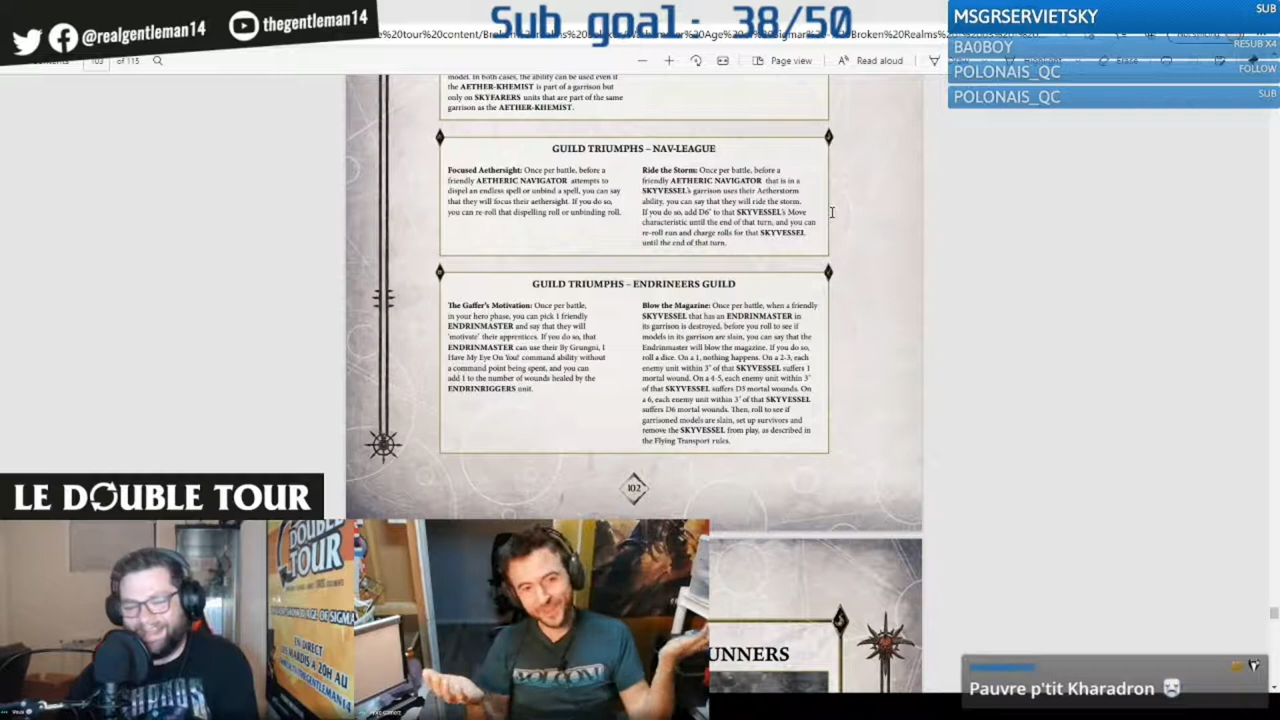 @realgentleman14
thegentleman14
Sub goal: 38/50
MSGRSERVIETSKY
SUB
BA0BOY
RESUB X4
POLONAIS_QC
FOLLOW
POLONAIS_QC
SUB
of 115
Page view
Read aloud
model. In both cases, the ability can be used even if
the AETHER-KHEMIST is part of a garrison but
only on SKYFARERS units that are part of the same
garrison as the AETHER-KHEMIST.
GUILD TRIUMPHS – NAV-LEAGUE
Focused Aethersight: Once per battle, before a
friendly AETHERIC NAVIGATOR attempts to
dispel an endless spell or unbind a spell, you can say
that they will focus their aethersight. If you do so,
you can re-roll that dispelling roll or unbinding roll.
Ride the Storm: Once per battle, before a
friendly AETHERIC NAVIGATOR that is in a
SKYVESSEL's garrison uses their Aetherstorm
ability, you can say that they will ride the storm.
If you do so, add D6" to that SKYVESSEL's Move
characteristic until the end of that turn, and you can
re-roll run and charge rolls for that SKYVESSEL
until the end of that turn.
GUILD TRIUMPHS – ENDRINEERS GUILD
The Gaffer's Motivation: Once per battle,
in your hero phase, you can pick 1 friendly
ENDRINMASTER and say that they will
'motivate' their apprentices. If you do so, that
ENDRINMASTER can use their By Grungni, I
Have My Eye On You! command ability without
a command point being spent, and you can
add 1 to the number of wounds healed by the
ENDRINRIGGERS unit.
Blow the Magazine: Once per battle, when a friendly
SKYVESSEL that has an ENDRINMASTER in
its garrison is destroyed, before you roll to see if
models in its garrison are slain, you can say that the
Endrinmaster will blow the magazine. If you do so,
roll a dice. On a 1, nothing happens. On a 2-3, each
enemy unit within 3" of that SKYVESSEL suffers 1
mortal wound. On a 4-5, each enemy unit within 3"
of that SKYVESSEL suffers D3 mortal wounds. On
a 6, each enemy unit within 3" of that SKYVESSEL
suffers D6 mortal wounds. Then, roll to see if
garrisoned models are slain, set up survivors and
remove the SKYVESSEL from play, as described in
the Flying Transport rules.
102
LE DOUBLE TOUR
DOUBLE
TOUR
EN DIRECT
LES MARDIS A 20H AU
UNNERS
Pauvre p'tit Kharadron